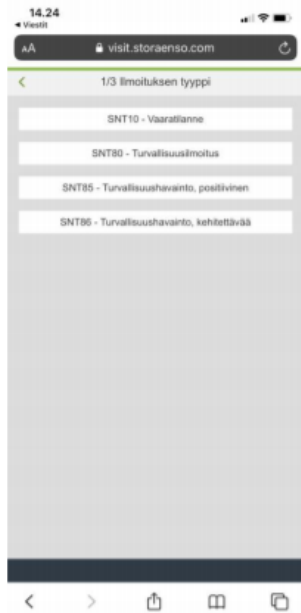 14.24
Viestit
AA visit.storaenso.com
1/3 Ilmoituksen tyyppi
SNT10 - Vaaratilanne
SNT80 - Turvallisuusilmoitus
SNT85 - Turvallisuushavainto, positiivinen
SNT86 - Turvallisuushavainto, kehitettävää